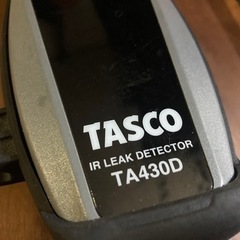 TASCO
IR LEAK DETECTOR
TA430D